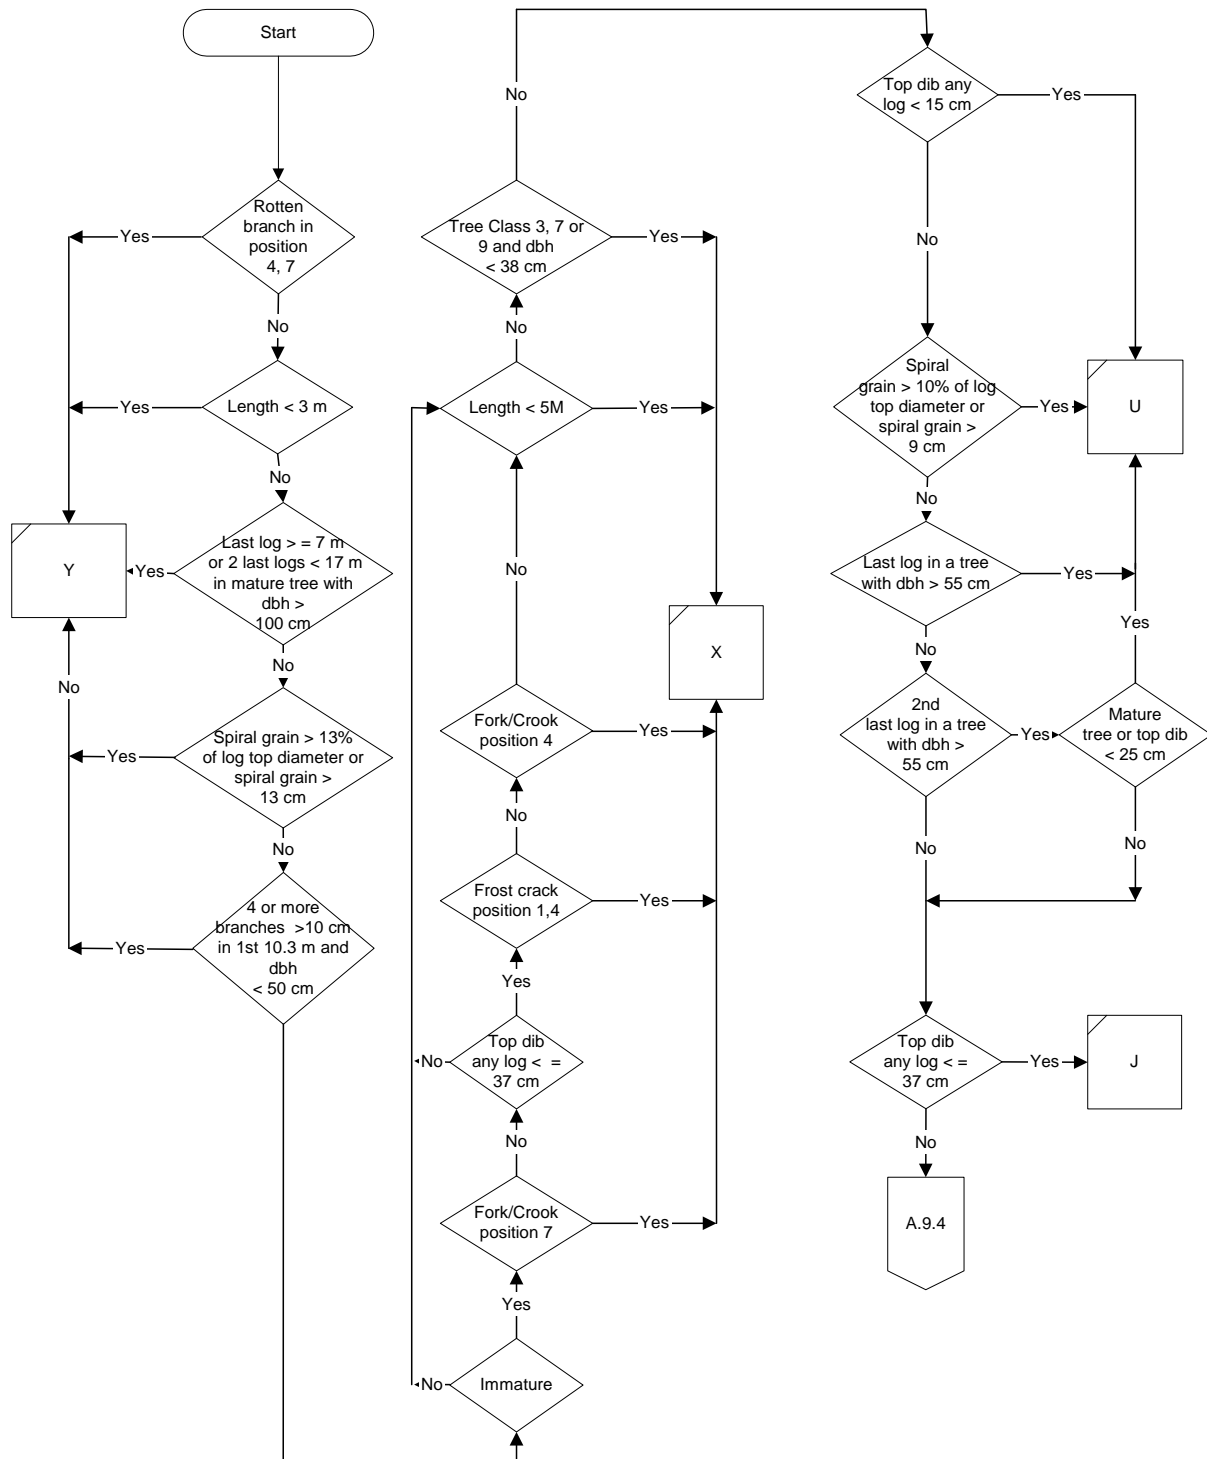 Start
Rotten
branch in
position
4, 7
Yes
No
Length < 3 m
Yes
No
Last log > = 7 m
or 2 last logs < 17 m
in mature tree with
dbh >
100 cm
Yes
Y
No
No
Spiral grain > 13%
of log top diameter or
spiral grain >
13 cm
Yes
No
4 or more
branches >10 cm
in 1st 10.3 m and
dbh
< 50 cm
Yes
No
Tree Class 3, 7 or
9 and dbh
< 38 cm
Yes
No
Length < 5M
Yes
No
X
Fork/Crook
position 4
Yes
No
Frost crack
position 1,4
Yes
Yes
Top dib
any log < =
37 cm
No
No
Fork/Crook
position 7
Yes
Yes
Immature
No
Top dib any
log < 15 cm
Yes
No
Spiral
grain > 10% of log
top diameter or
spiral grain >
9 cm
Yes
U
No
Last log in a tree
with dbh > 55 cm
Yes
No
Yes
2nd
last log in a tree
with dbh >
55 cm
Yes
Mature
tree or top dib
< 25 cm
No
No
Top dib
any log < =
37 cm
Yes
J
No
A.9.4